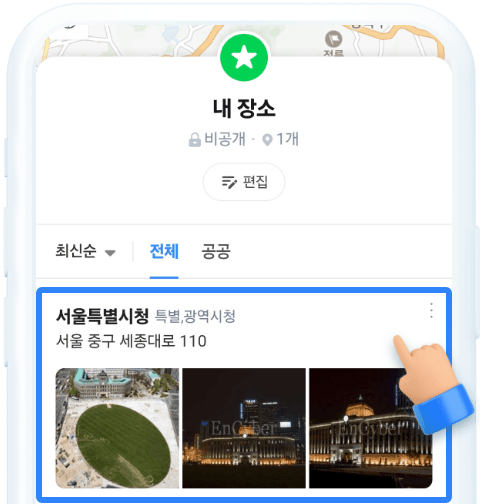 정릉
내 장소
비공개 · 1개
편집
최신순 전체 공공
서울특별시청 특별,광역시청
서울 중구 세종대로 110
EnCyber EnCyber